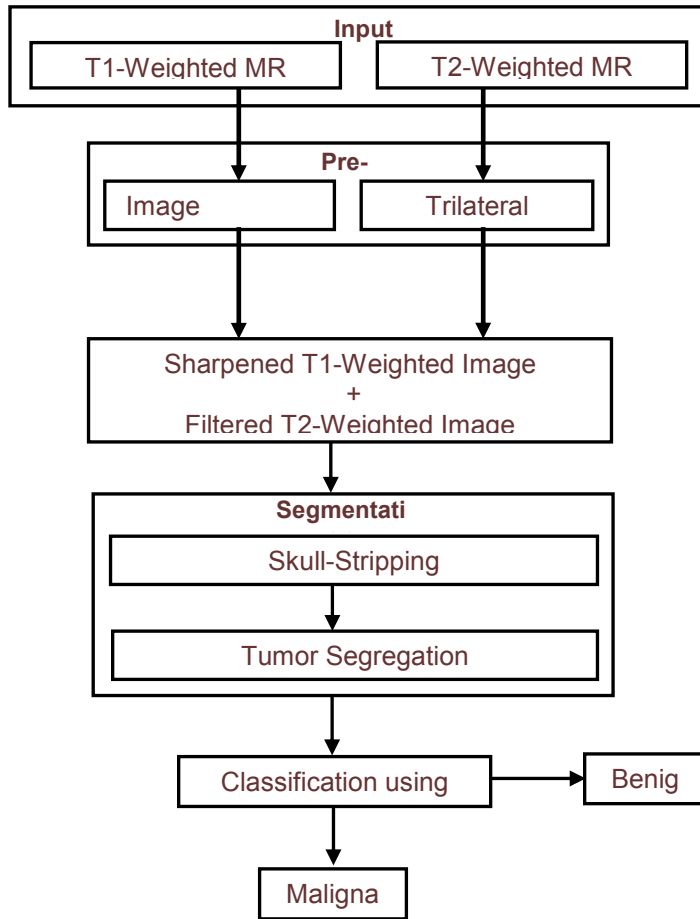 Input
T1-Weighted MR
T2-Weighted MR
Pre-
Image
Trilateral
Sharpened T1-Weighted Image
+
Filtered T2-Weighted Image
Segmentati
Skull-Stripping
Tumor Segregation
Classification using
Benig
Maligna